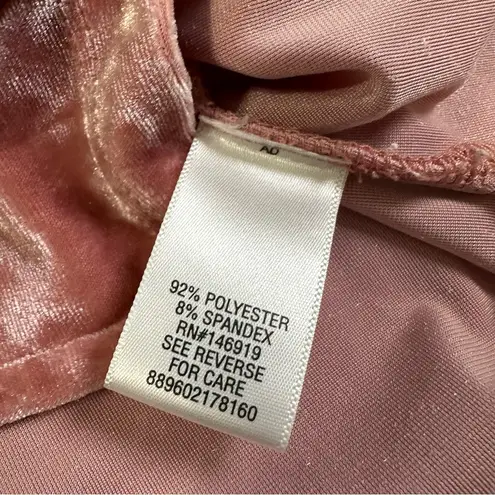 92% POLYESTER
8% SPANDEX
RN#146919
SEE REVERSE
FOR CARE
889602178160